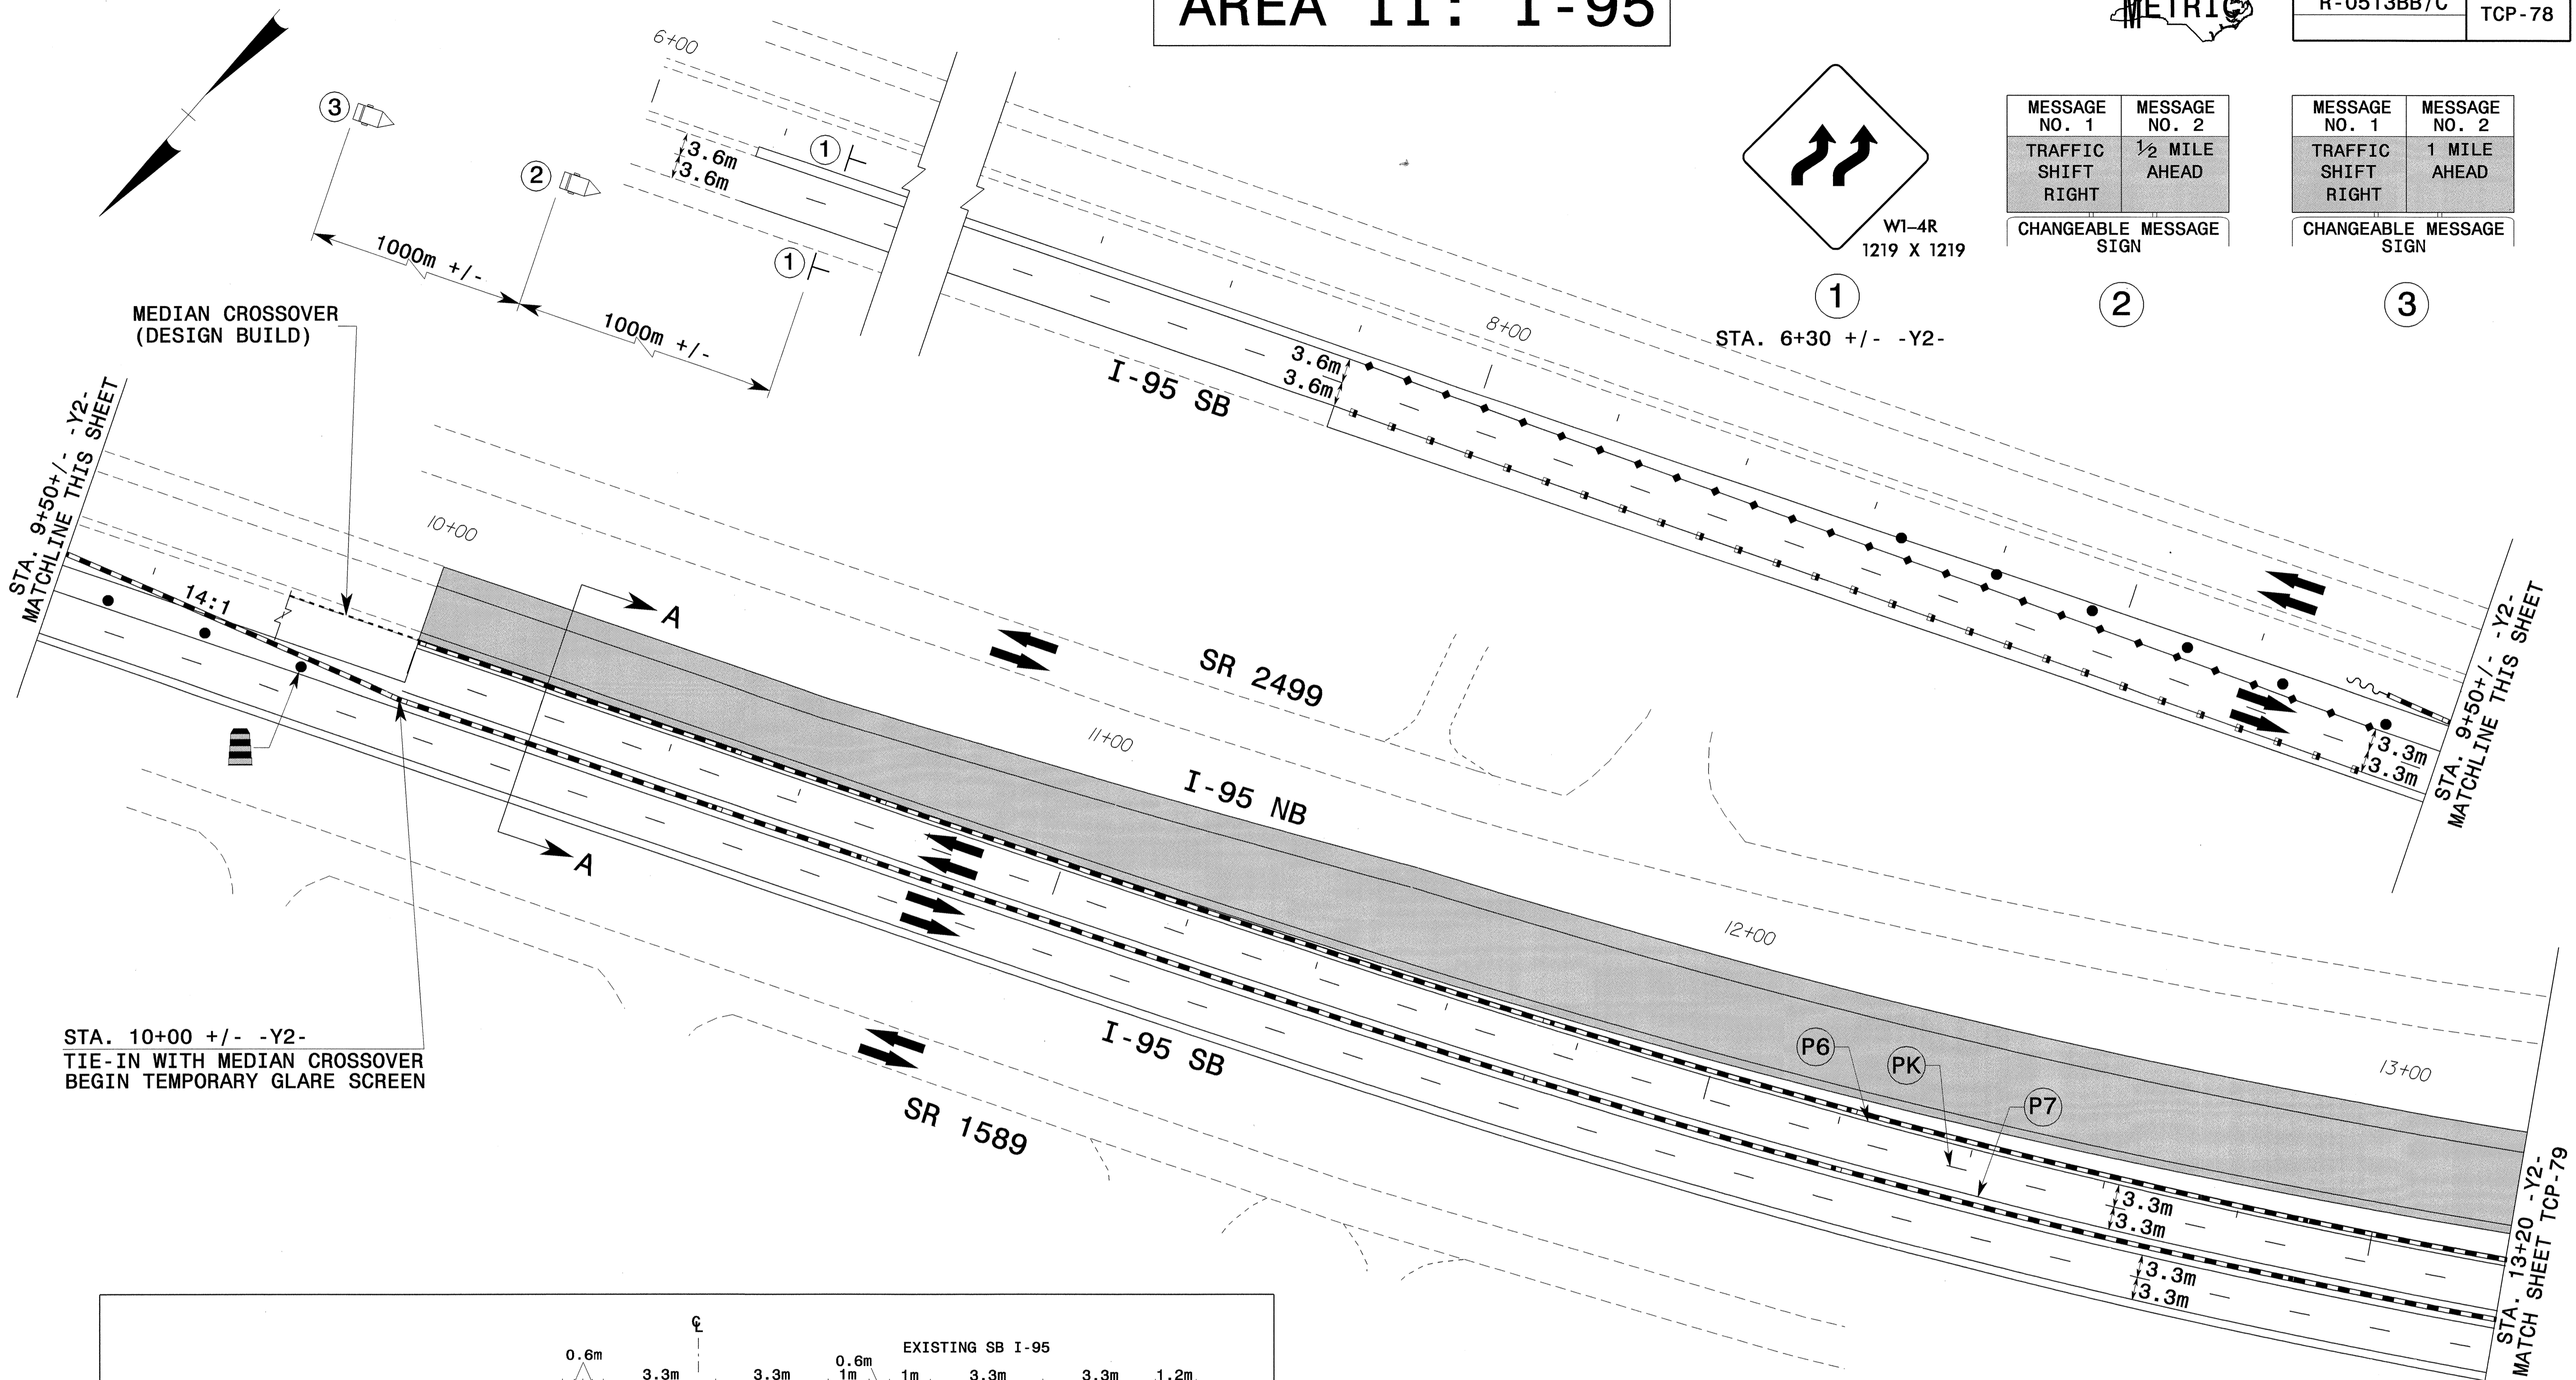 AREA 11: I-95
METRIC
R-0513BB/C
TCP-78
6+00
3
2
1
1
3.6m
3.6m
1000m +/-
1000m +/-
MESSAGE NO. 1
MESSAGE NO. 2
TRAFFIC SHIFT RIGHT
1/2 MILE AHEAD
CHANGEABLE MESSAGE SIGN
MESSAGE NO. 1
MESSAGE NO. 2
TRAFFIC SHIFT RIGHT
1 MILE AHEAD
CHANGEABLE MESSAGE SIGN
W1-4R
1219 X 1219
1
2
3
STA. 6+30 +/- -Y2-
8+00
3.6m
3.6m
I-95 SB
MEDIAN CROSSOVER
(DESIGN BUILD)
STA. 9+50+/- -Y2-
MATCHLINE THIS SHEET
14:1
10+00
A
A
SR 2499
11+00
I-95 NB
3.3m
3.3m
STA. 9+50+/- -Y2-
MATCHLINE THIS SHEET
12+00
13+00
P6
PK
P7
I-95 SB
SR 1589
STA. 10+00 +/- -Y2-
TIE-IN WITH MEDIAN CROSSOVER
BEGIN TEMPORARY GLARE SCREEN
3.3m
3.3m
3.3m
3.3m
STA. 13+20 -Y2-
MATCH SHEET TCP-79
EXISTING SB I-95
0.6m
3.3m
3.3m
0.6m
1m
1m
3.3m
3.3m
1.2m